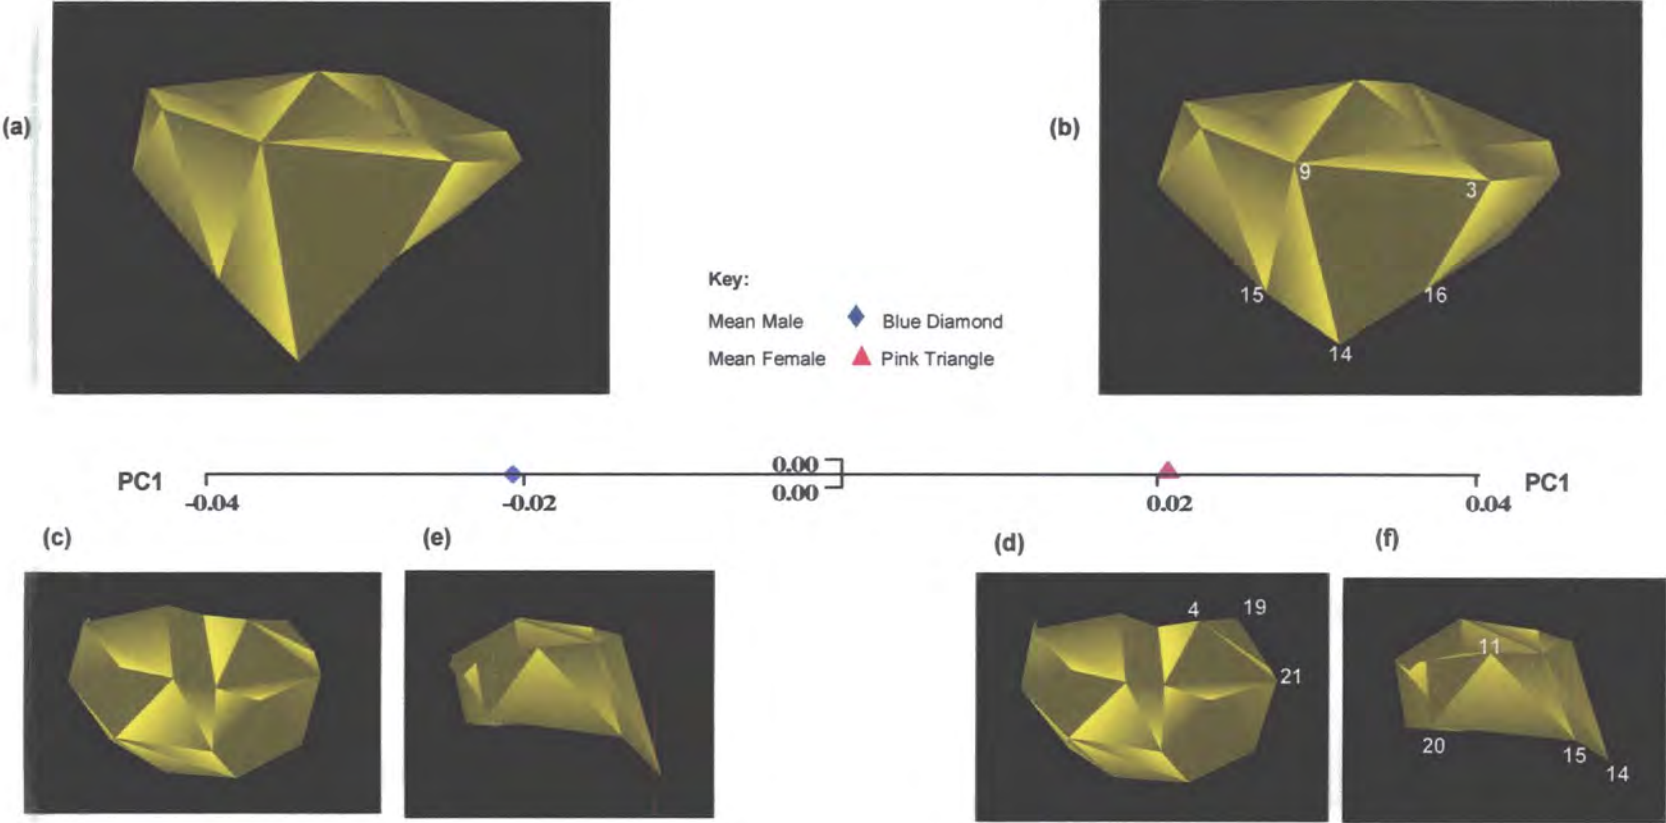 (a)
(b)
9
3
15
16
14
Key:
Mean Male Blue Diamond
Mean Female Pink Triangle
PC1
0.00
0.00
PC1
-0.04
-0.02
0.02
0.04
(c)
(e)
(d)
(f)
4
19
21
11
20
15
14